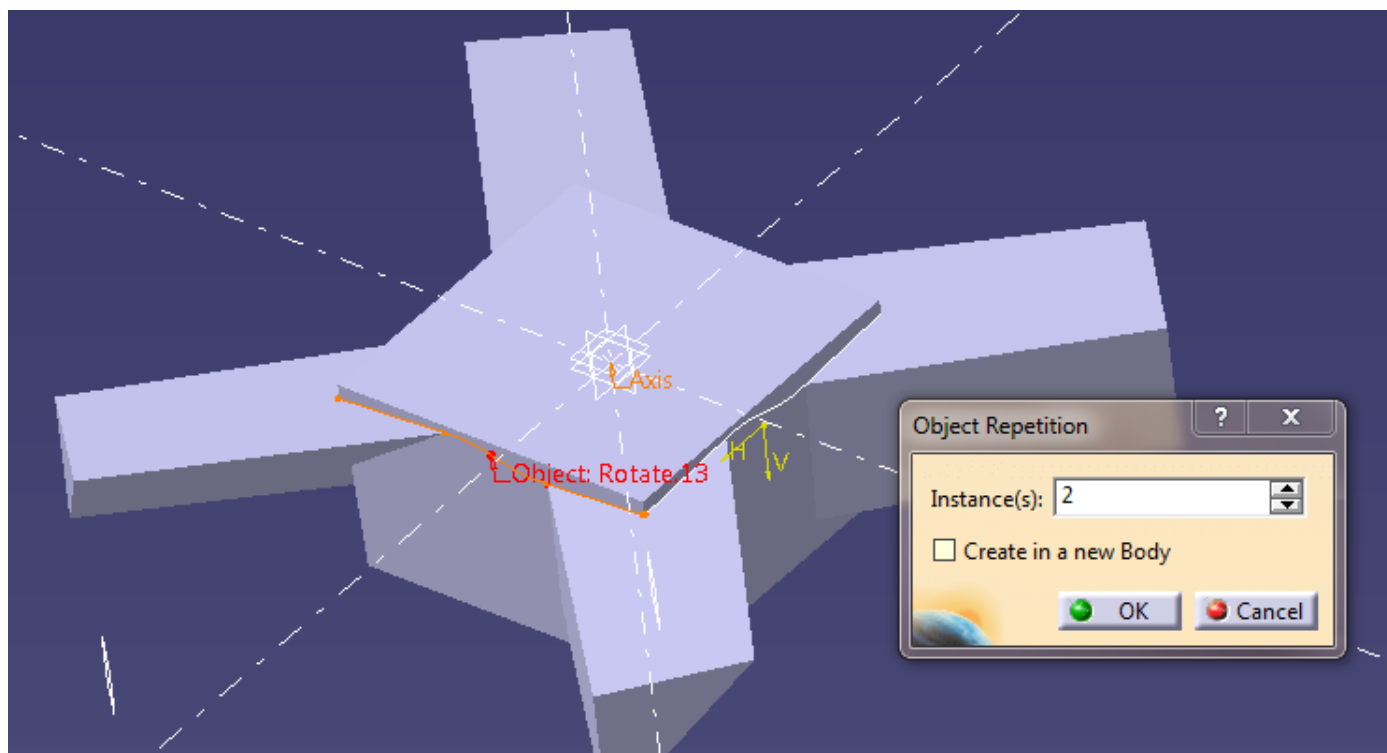 Axis
Object: Rotate 13
H
V
Object Repetition
? X
Instance(s): 2
Create in a new Body
OK Cancel